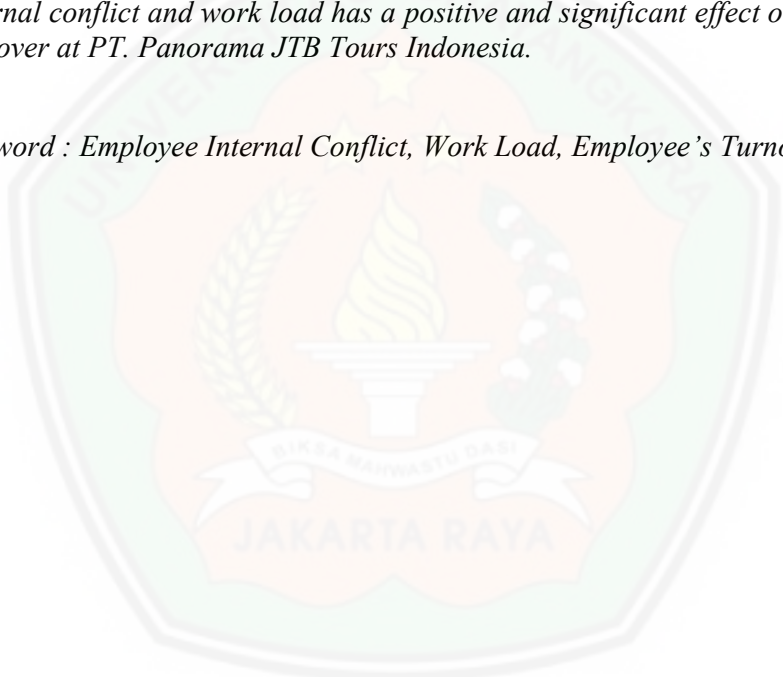 rnal conflict and work load has a positive and significant effect o
over at PT. Panorama JTB Tours Indonesia.
word : Employee Internal Conflict, Work Load, Employee's Turno
BIKSA MAHWASTU DASI
JAKARTA RAYA